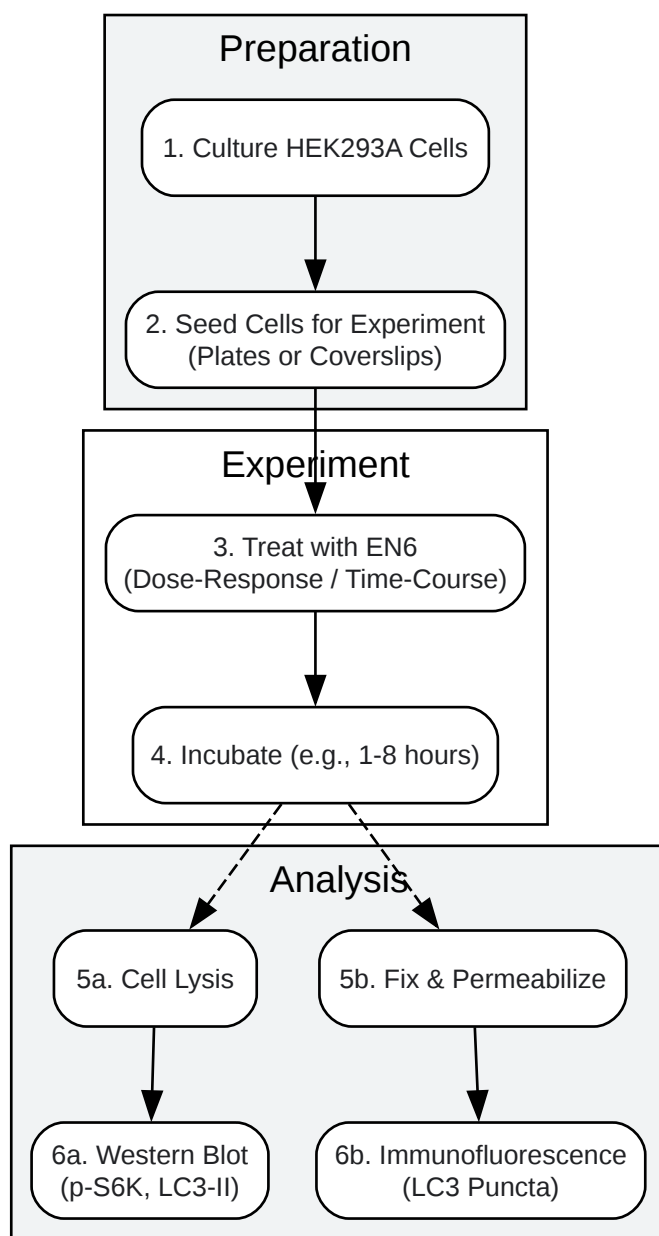 Preparation
1. Culture HEK293A Cells
2. Seed Cells for Experiment
(Plates or Coverslips)
Experiment
3. Treat with EN6
(Dose-Response / Time-Course)
4. Incubate (e.g., 1-8 hours)
Analysis
5a. Cell Lysis
5b. Fix & Permeabilize
6a. Western Blot
(p-S6K, LC3-II)
6b. Immunofluorescence
(LC3 Puncta)